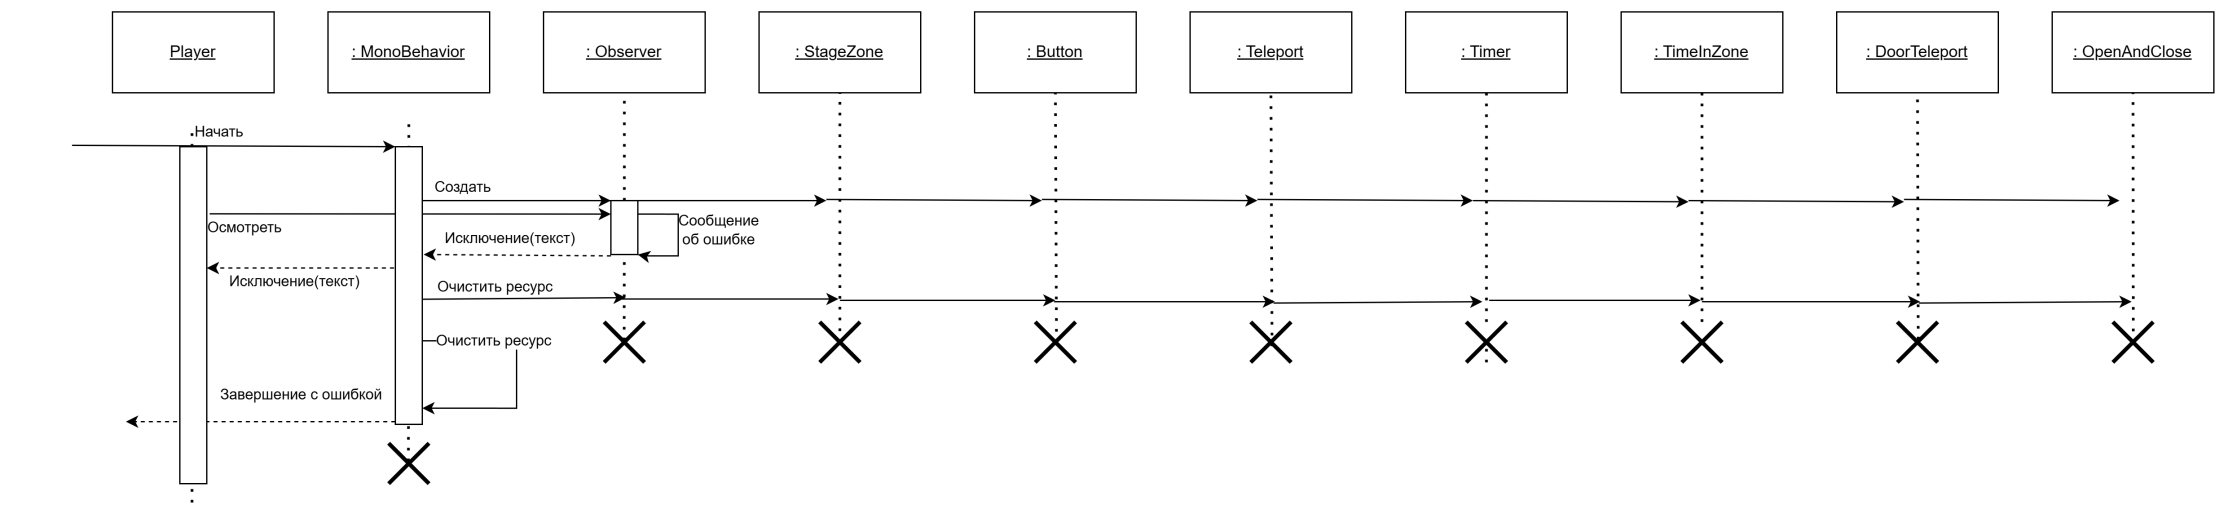 Player
: MonoBehavior
: Observer
: StageZone
: Button
: Teleport
: Timer
: TimeInZone
: DoorTeleport
: OpenAndClose
Начать
Создать
Осмотреть
Сообщение
об ошибке
Исключение(текст)
Исключение(текст)
Очистить ресурс
Очистить ресурс
Завершение с ошибкой